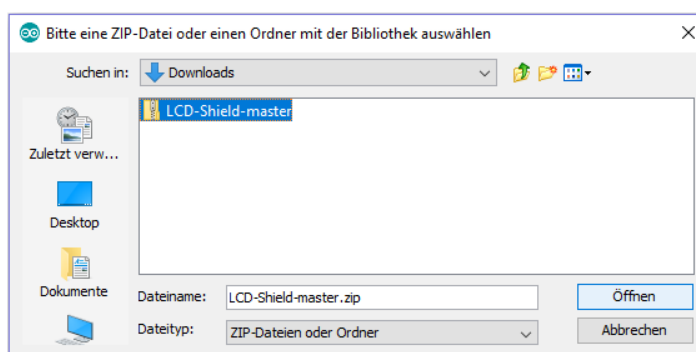 Bitte eine ZIP-Datei oder einen Ordner mit der Bibliothek auswählen
Suchen in: Downloads
LCD-Shield-master
Zuletzt verw...
Desktop
Dokumente
Dateiname: LCD-Shield-master.zip Öffnen
Dateityp: ZIP-Dateien oder Ordner Abbrechen